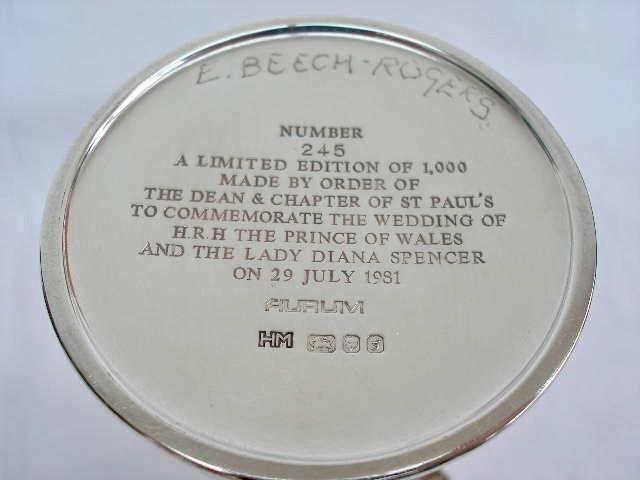 E. BEECH-ROGERS.
NUMBER
245
A LIMITED EDITION OF 1,000
MADE BY ORDER OF
THE DEAN & CHAPTER OF ST PAUL'S
TO COMMEMORATE THE WEDDING OF
H.R.H THE PRINCE OF WALES
AND THE LADY DIANA SPENCER
ON 29 JULY 1981
AURUM
HM